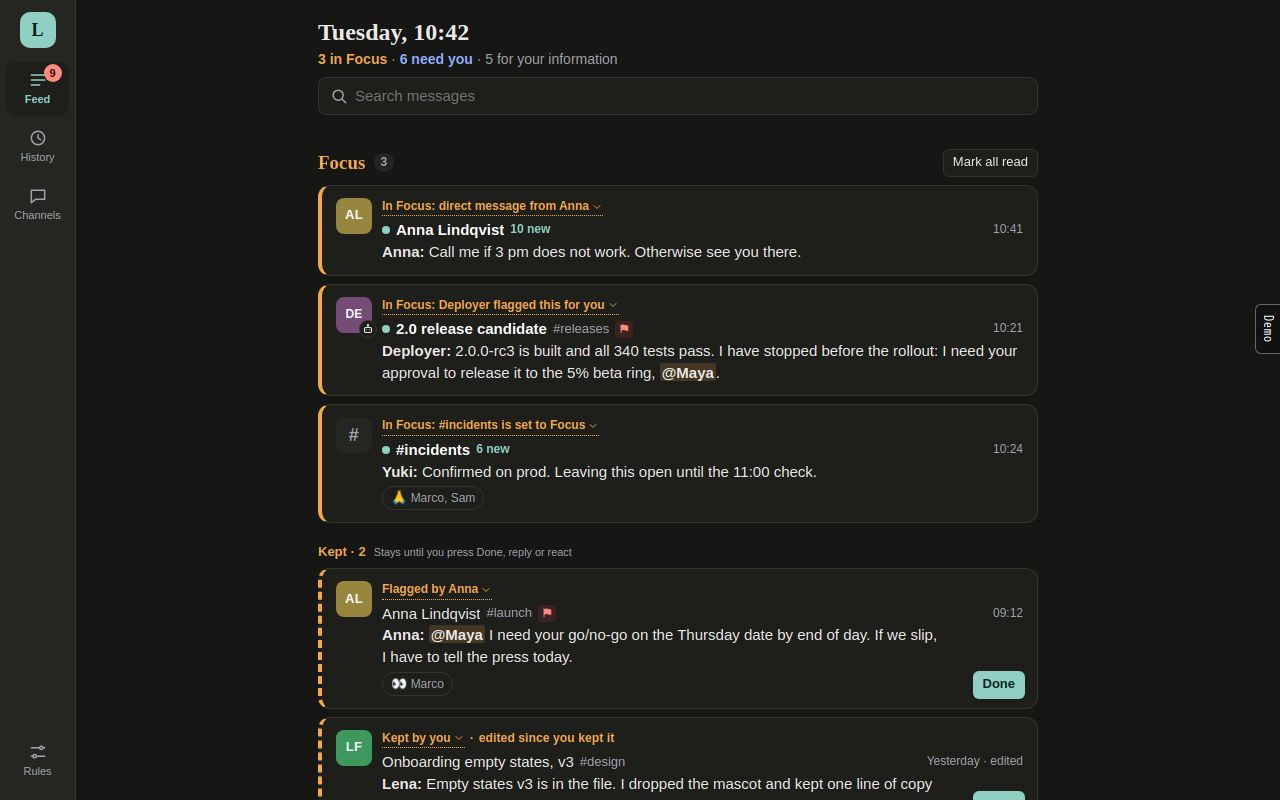 L
9
Feed
History
Channels
Rules
Tuesday, 10:42
3 in Focus · 6 need you · 5 for your information
Search messages
Focus 3
Mark all read
AL
In Focus: direct message from Anna
Anna Lindqvist 10 new 10:41
Anna: Call me if 3 pm does not work. Otherwise see you there.
DE
In Focus: Deployer flagged this for you
2.0 release candidate #releases 10:21
Deployer: 2.0.0-rc3 is built and all 340 tests pass. I have stopped before the rollout: I need your
approval to release it to the 5% beta ring, @Maya.
#
In Focus: #incidents is set to Focus
#incidents 6 new 10:24
Yuki: Confirmed on prod. Leaving this open until the 11:00 check.
🙏 Marco, Sam
Kept · 2 Stays until you press Done, reply or react
AL
Flagged by Anna
Anna Lindqvist #launch 09:12
Anna: @Maya I need your go/no-go on the Thursday date by end of day. If we slip,
I have to tell the press today.
👀 Marco
Done
LF
Kept by you · edited since you kept it
Onboarding empty states, v3 #design Yesterday · edited
Lena: Empty states v3 is in the file. I dropped the mascot and kept one line of copy
Demo